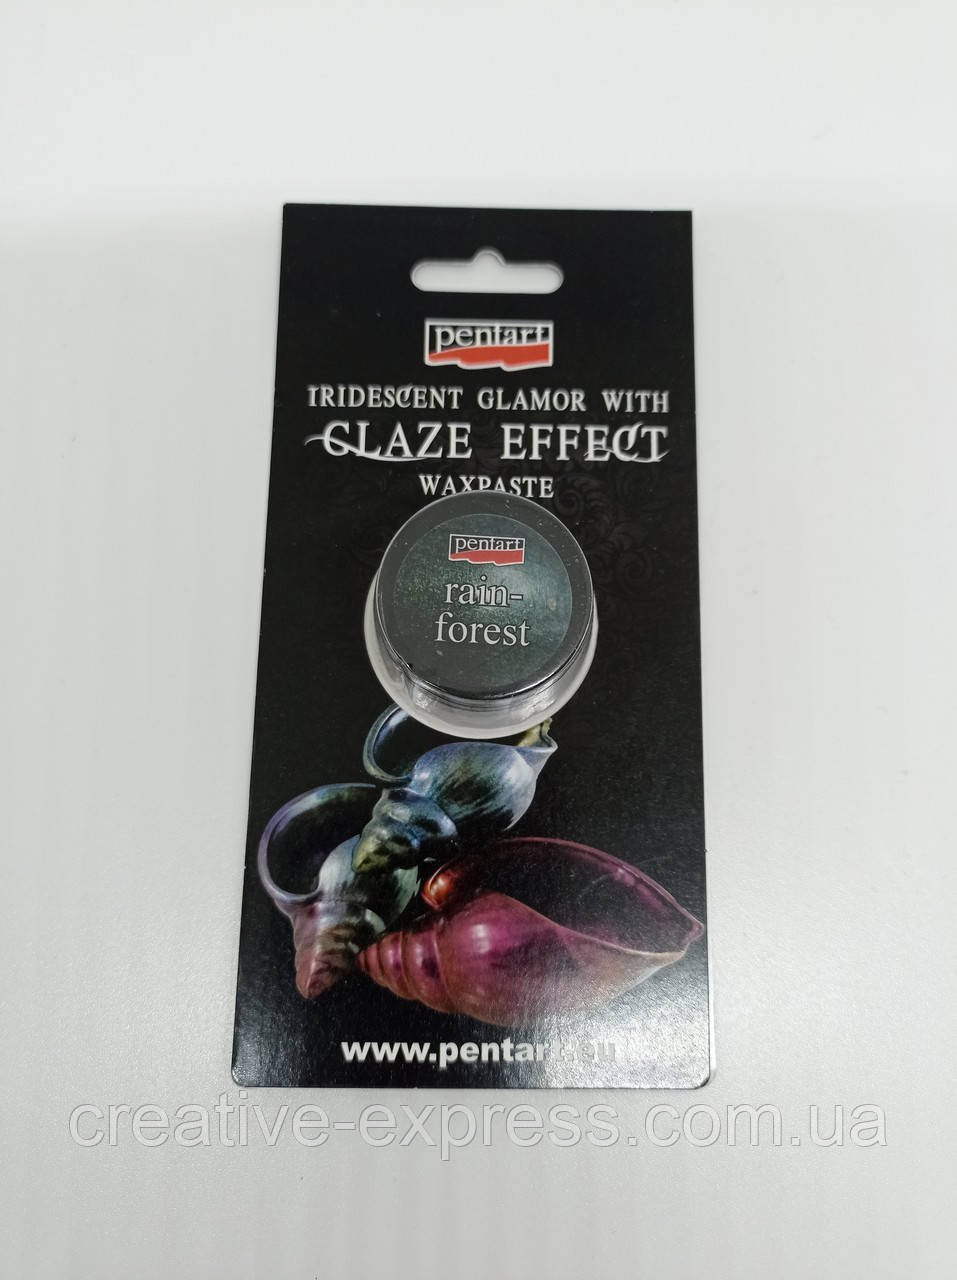 pentart
IRIDESCENT GLAMOR WITH
GLAZE EFFECT
WAXPASTE
pentart
rain-
forest
www.pentart.eu
creative-express.com.ua